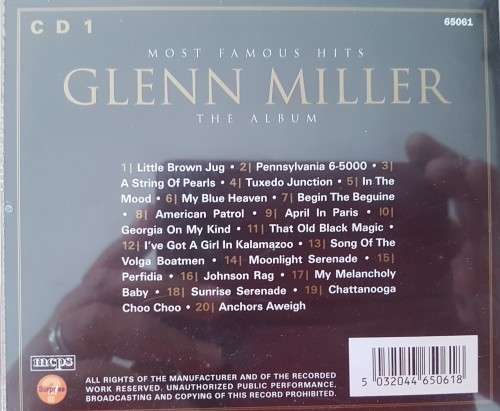 CD 1
65061
MOST FAMOUS HITS
GLENN MILLER
THE ALBUM
1| Little Brown Jug • 2| Pennsylvania 6-5000 • 3|
A String Of Pearls • 4| Tuxedo Junction • 5| In The
Mood • 6| My Blue Heaven • 7| Begin The Beguine
• 8| American Patrol • 9| April In Paris • 10|
Georgia On My Kind • 11| That Old Black Magic •
12| I've Got A Girl In Kalamazoo • 13| Song Of The
Volga Boatmen • 14| Moonlight Serenade • 15|
Perfidia • 16| Johnson Rag • 17| My Melancholy
Baby • 18| Sunrise Serenade • 19| Chattanooga
Choo Choo • 20| Anchors Aweigh
mcps
Surprise
ALL RIGHTS OF THE MANUFACTURER AND OF THE RECORDED
WORK RESERVED. UNAUTHORIZED PUBLIC PERFORMANCE,
BROADCASTING AND COPYING OF THIS RECORD PROHIBITED.
5 032044 650618